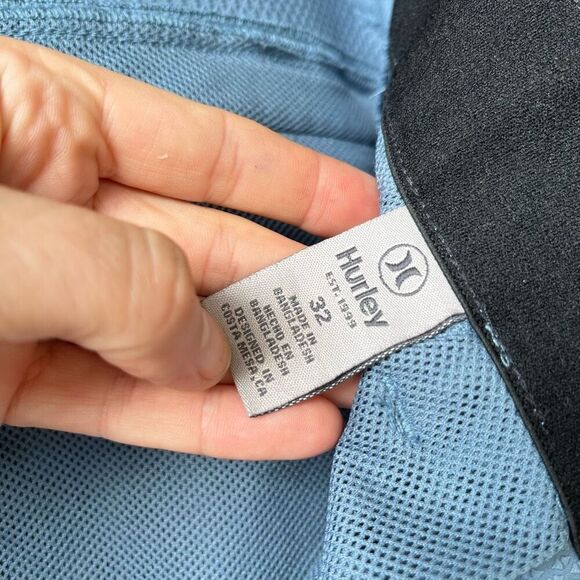 Hurley
EST. 1999
32
MADE IN
BANGLADESH
HECHO EN
BANGLADESH
DESIGNED IN
COSTA MESA, CA